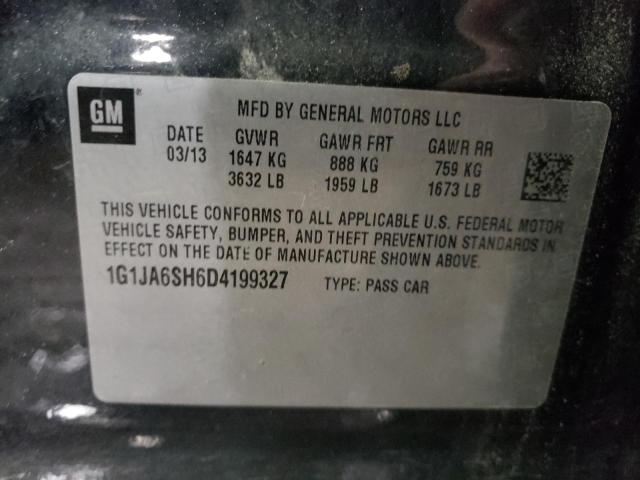 GM®
MFD BY GENERAL MOTORS LLC
DATE GVWR GAWR FRT GAWR RR
03/13 1647 KG 888 KG 759 KG
3632 LB 1959 LB 1673 LB
THIS VEHICLE CONFORMS TO ALL APPLICABLE U.S. FEDERAL MOTOR
VEHICLE SAFETY, BUMPER, AND THEFT PREVENTION STANDARDS IN
EFFECT ON THE DATE OF MANUFACTURE SHOWN ABOVE.
1G1JA6SH6D4199327 TYPE: PASS CAR